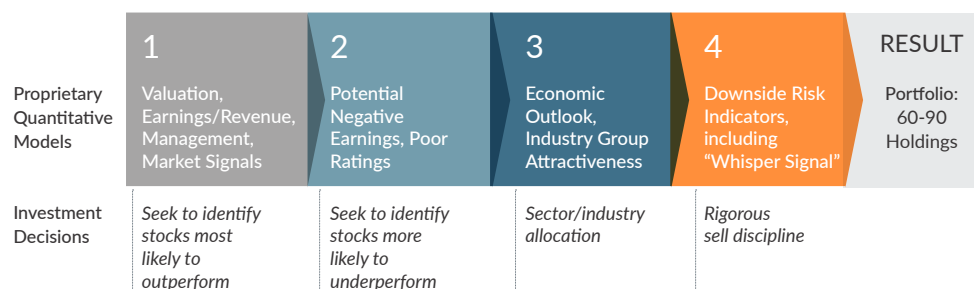 1
2
3
4
RESULT
Proprietary
Quantitative
Models
Valuation,
Earnings/Revenue,
Management,
Market Signals
Potential
Negative
Earnings, Poor
Ratings
Economic
Outlook,
Industry Group
Attractiveness
Downside Risk
Indicators,
including
“Whisper Signal”
Portfolio:
60-90
Holdings
Investment
Decisions
Seek to identify
stocks most
likely to
outperform
Seek to identify
stocks more
likely to
underperform
Sector/industry
allocation
Rigorous
sell discipline